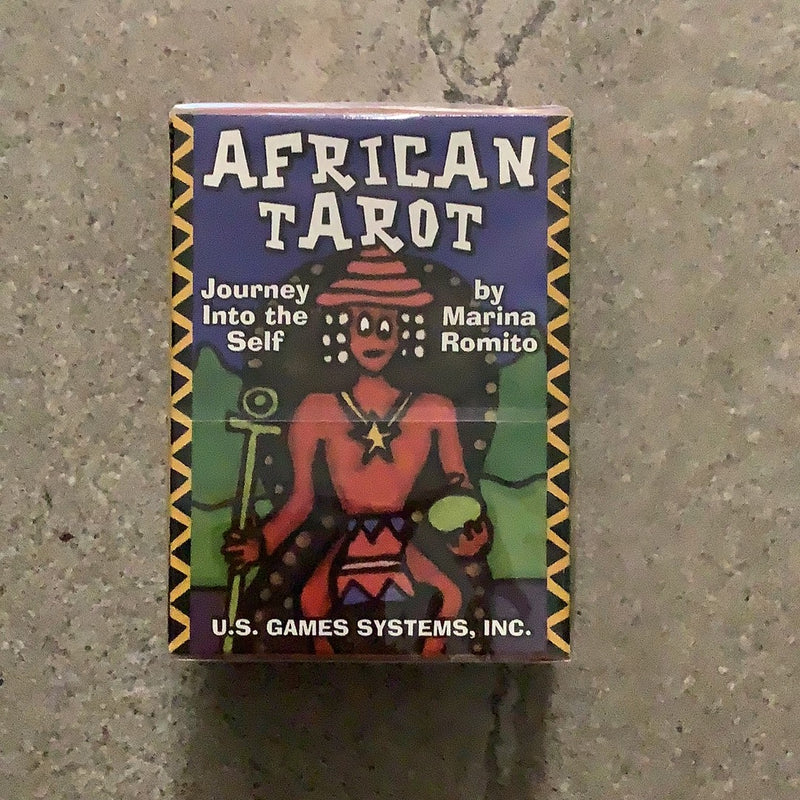 AFRICAN
TAROT
Journey
Into the
Self
by
Marina
Romito
U.S. GAMES SYSTEMS, INC.